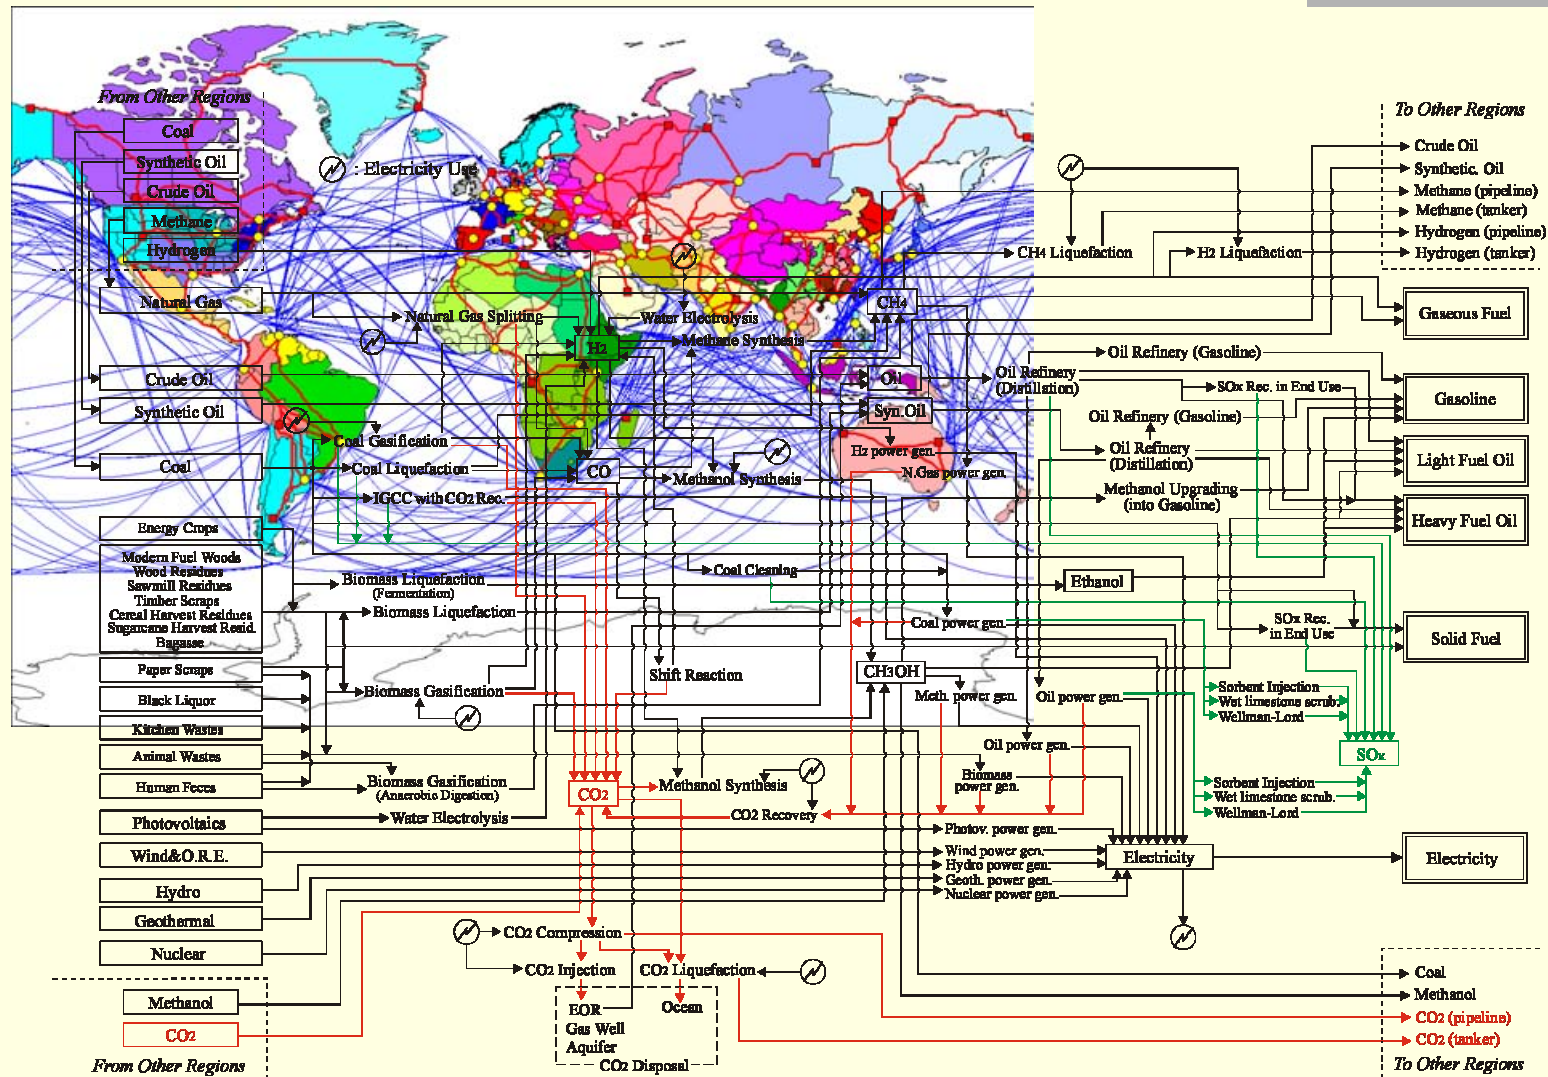 From Other Regions
Coal
Synthetic Oil
Crude Oil
Methane
Hydrogen
: Electricity Use
To Other Regions
Crude Oil
Synthetic. Oil
Methane (pipeline)
Methane (tanker)
Hydrogen (pipeline)
Hydrogen (tanker)
CH4 Liquefaction
H2 Liquefaction
Natural Gas
Natural Gas Splitting
Water Electrolysis
CH4
Gaseous Fuel
H2
Methane Synthesis
Oil Refinery (Gasoline)
Crude Oil
Oil
Oil Refinery
(Distillation)
SOx Rec. in End Use
Gasoline
Synthetic Oil
Syn.Oil
Oil Refinery (Gasoline)
Coal Gasification
H2 power gen.
Oil Refinery
(Distillation)
Light Fuel Oil
Coal
Coal Liquefaction
CO
Methanol Synthesis
N.Gas power gen.
IGCC with CO2 Rec.
Methanol Upgrading
(into Gasoline)
Heavy Fuel Oil
Energy Crops
Modern Fuel Woods
Wood Residues
Sawmill Residues
Timber Scraps
Cereal Harvest Residues
Sugarcane Harvest Resid.
Bagasse
Biomass Liquefaction
(Fermentation)
Coal Cleaning
Ethanol
Biomass Liquefaction
Coal power gen.
SOx Rec.
in End Use
Solid Fuel
Paper Scraps
Shift Reaction
CH3OH
Black Liquor
Biomass Gasification
Meth. power gen.
Oil power gen.
Sorbent Injection
Wet limestone scrub.
Wellman-Lord
Kitchen Wastes
Animal Wastes
Oil power gen.
SOx
Human Feces
Biomass Gasification
(Anaerobic Digestion)
CO2
Methanol Synthesis
Biomass
power gen.
Sorbent Injection
Wet limestone scrub.
Wellman-Lord
Photovoltaics
Water Electrolysis
CO2 Recovery
Photov. power gen.
Wind&O.R.E.
Wind power gen.
Hydro power gen.
Geoth. power gen.
Nuclear power gen.
Electricity
Electricity
Hydro
Geothermal
Nuclear
CO2 Compression
CO2 Injection
CO2 Liquefaction
Coal
Methanol
CO2 (pipeline)
CO2 (tanker)
To Other Regions
Methanol
CO2
From Other Regions
EOR
Gas Well
Aquifer
Ocean
CO2 Disposal